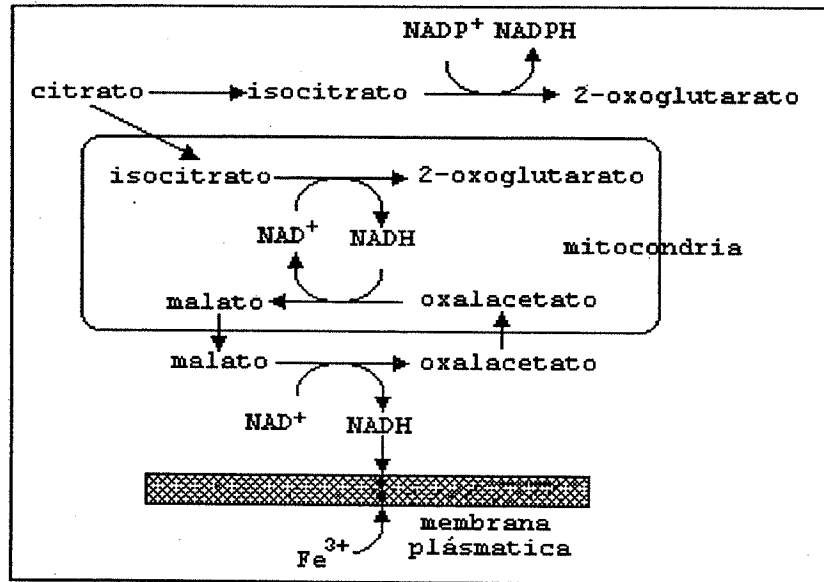 NADP+ NADPH
citrato isocitrato 2-oxoglutarato
isocitrato 2-oxoglutarato
NAD+ NADH
mitocondria
malato oxalacetato
malato oxalacetato
NAD+ NADH
membrana
plásmatica
Fe3+